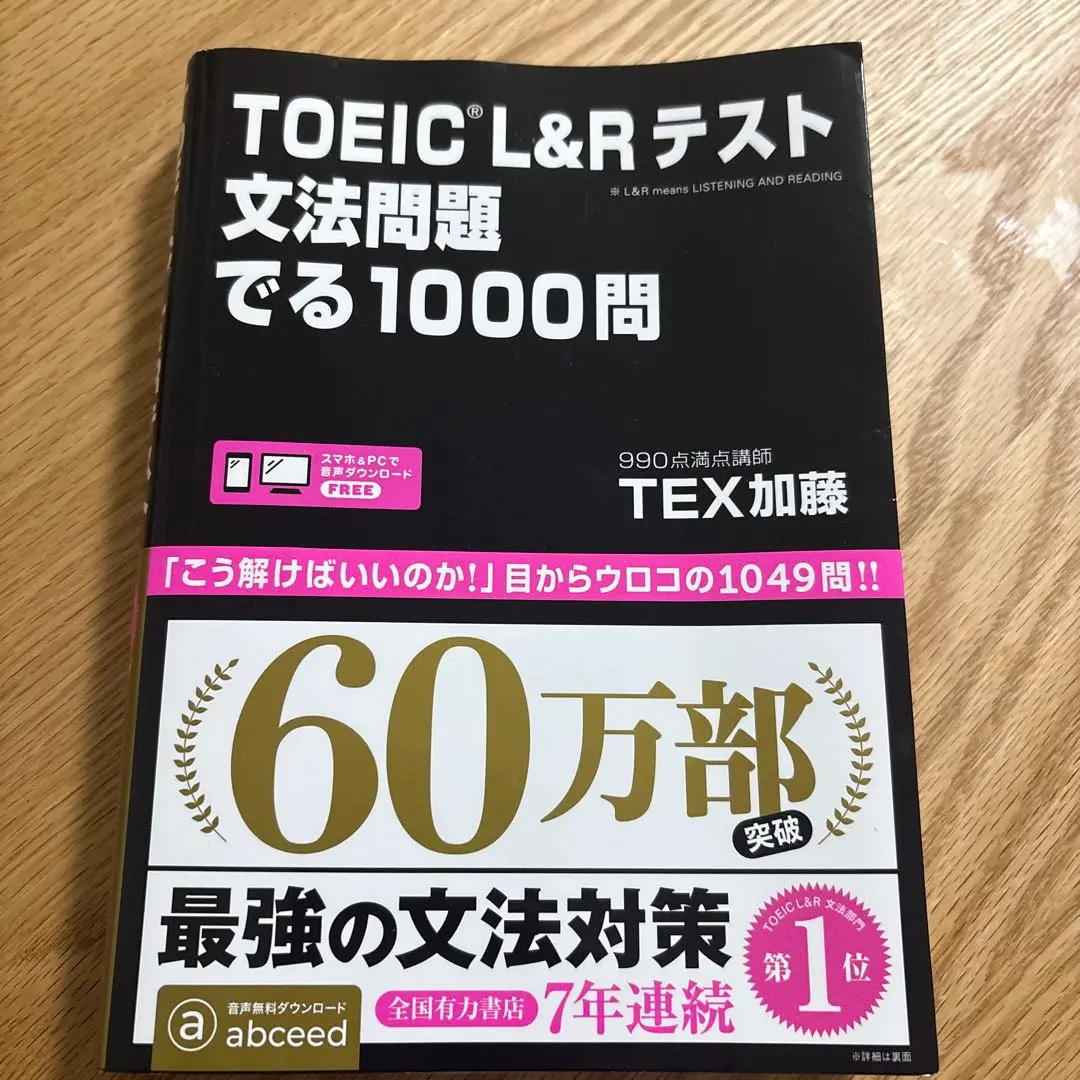 TOEIC® L&Rテスト
※ L&R means LISTENING AND READING
文法問題
でる1000問
スマホ&PCで
音声ダウンロード
FREE
990点満点講師
TEX加藤
「こう解けばいいのか!」目からウロコの1049問!!
60万部
突破
最強の文法対策
TOEIC L&R 文法部門
第1位
全国有力書店 7年連続
音声無料ダウンロード
a abceed
※詳細は裏面